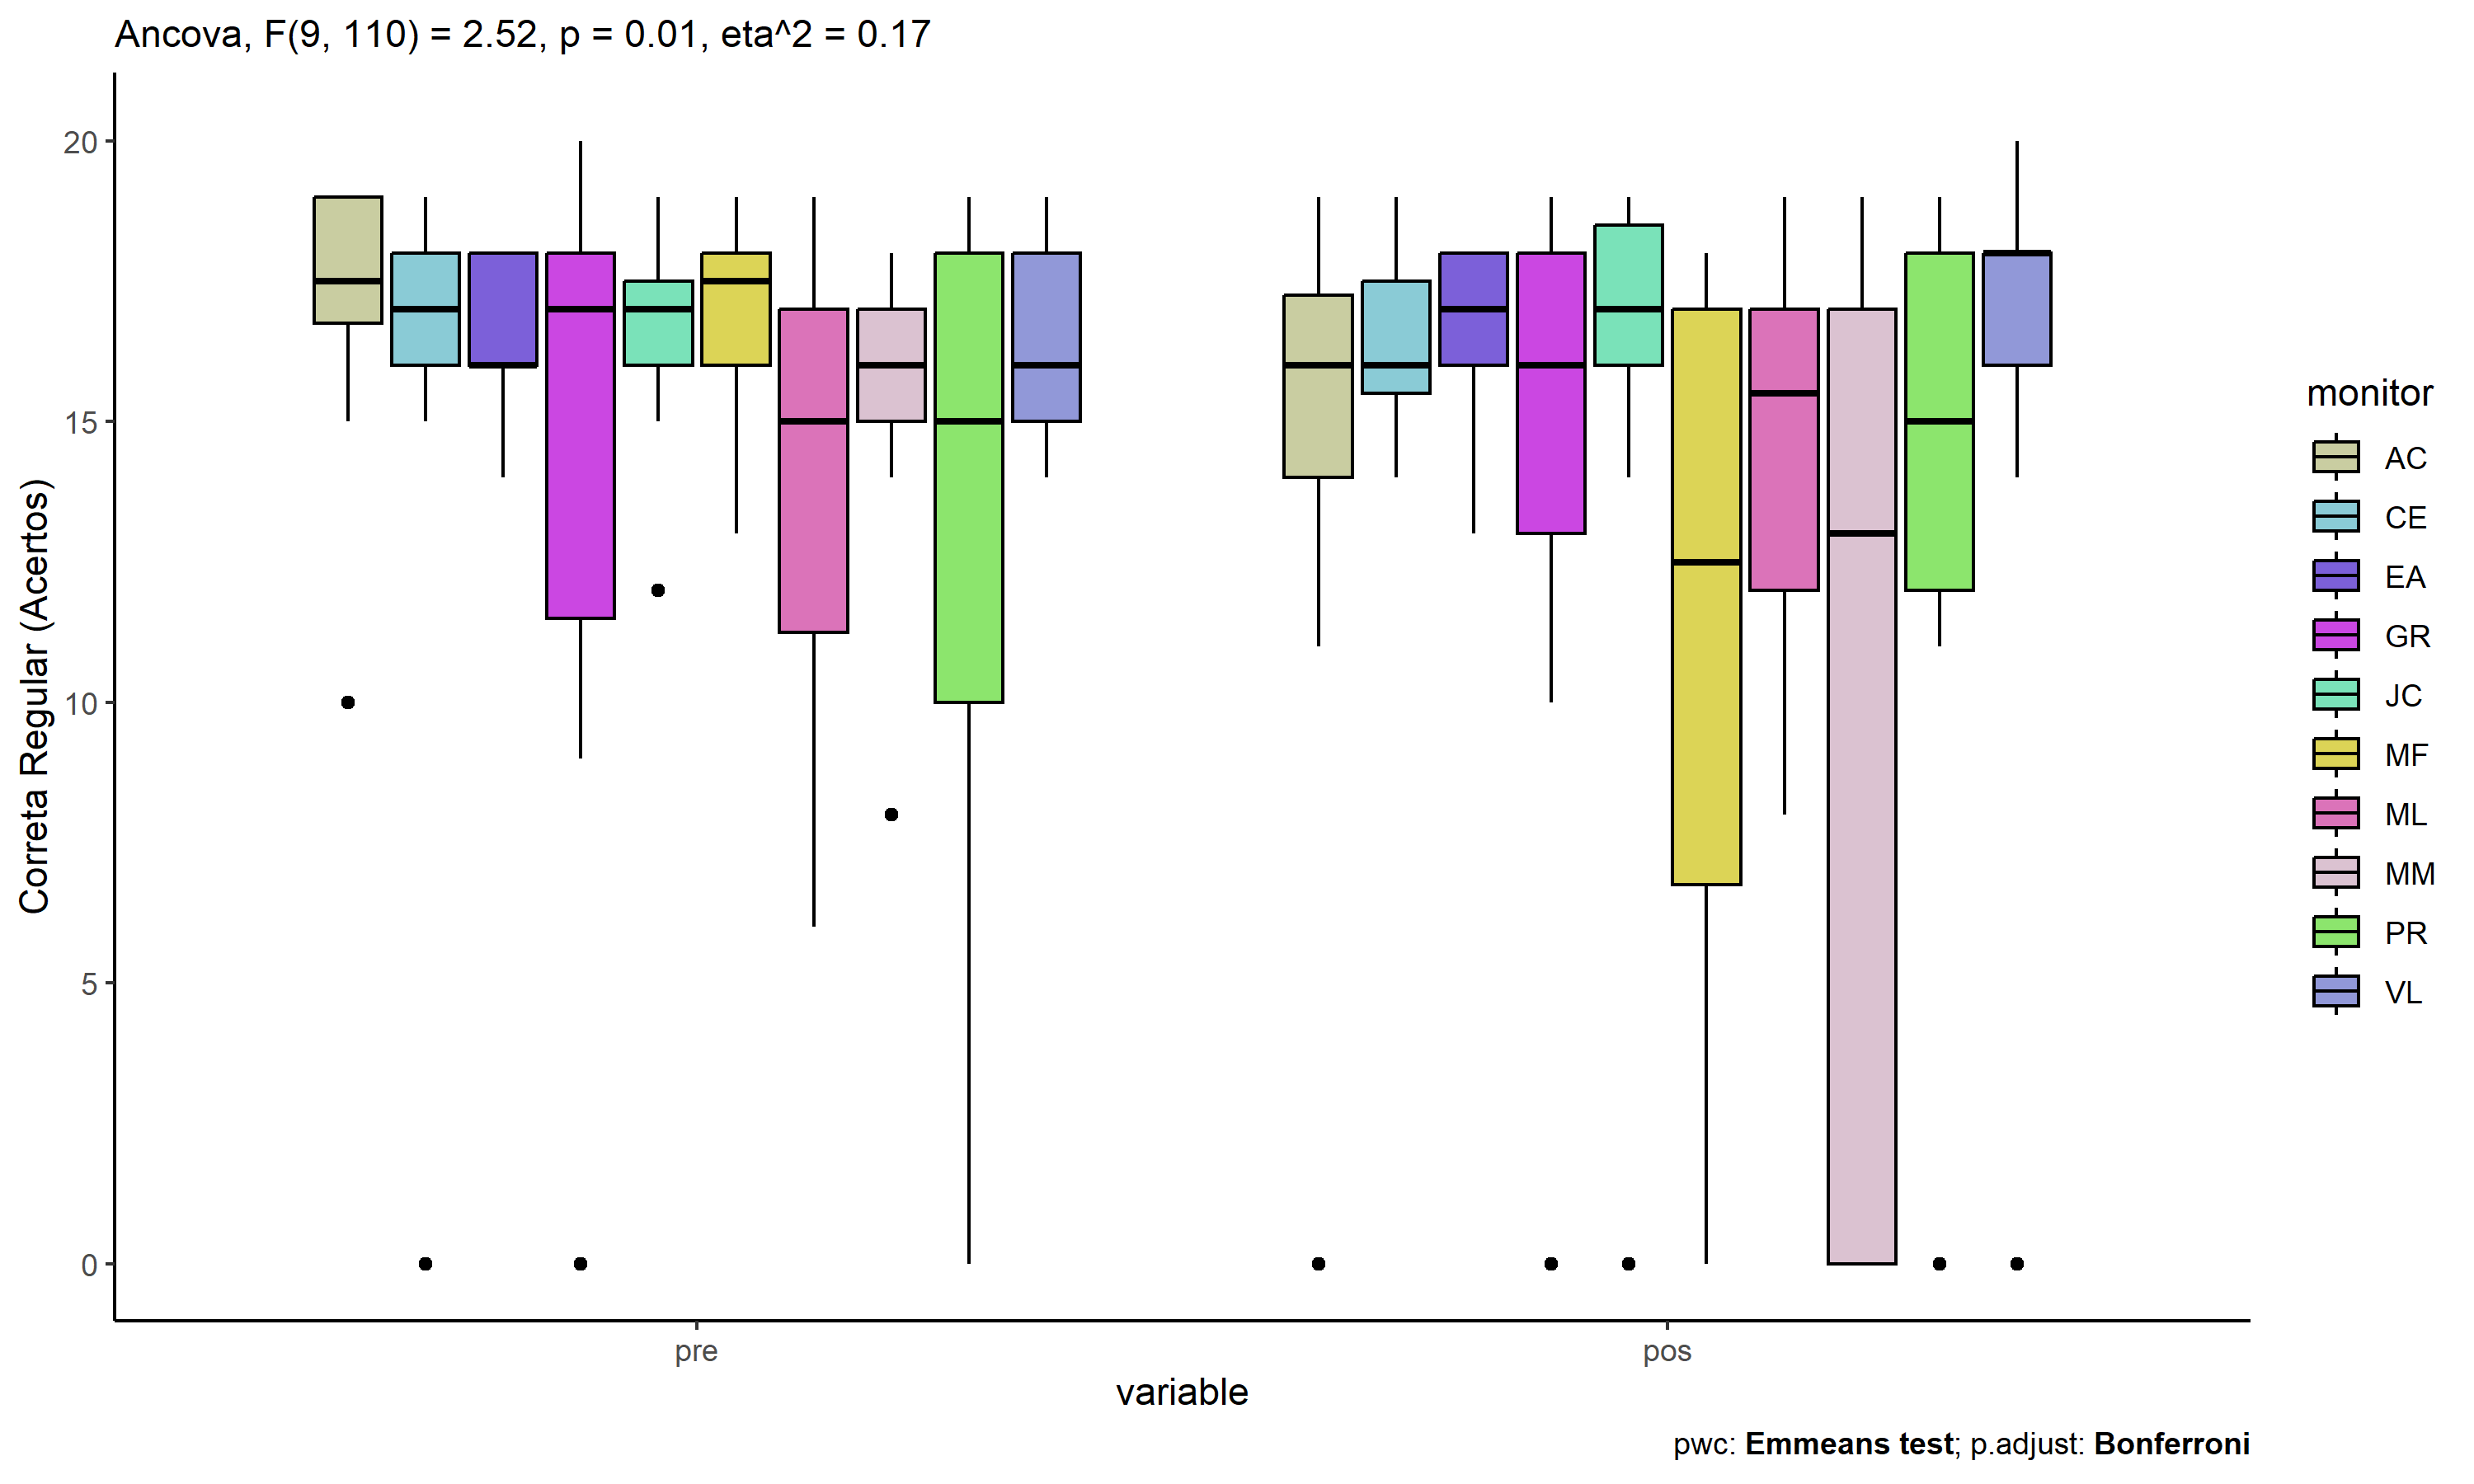 Ancova, F(9, 110) = 2.52, p = 0.01, eta^2 = 0.17
Correta Regular (Acertos)
20
15
10
5
0
pre
pos
variable
monitor
AC
CE
EA
GR
JC
MF
ML
MM
PR
VL
pwc: Emmeans test; p.adjust: Bonferroni